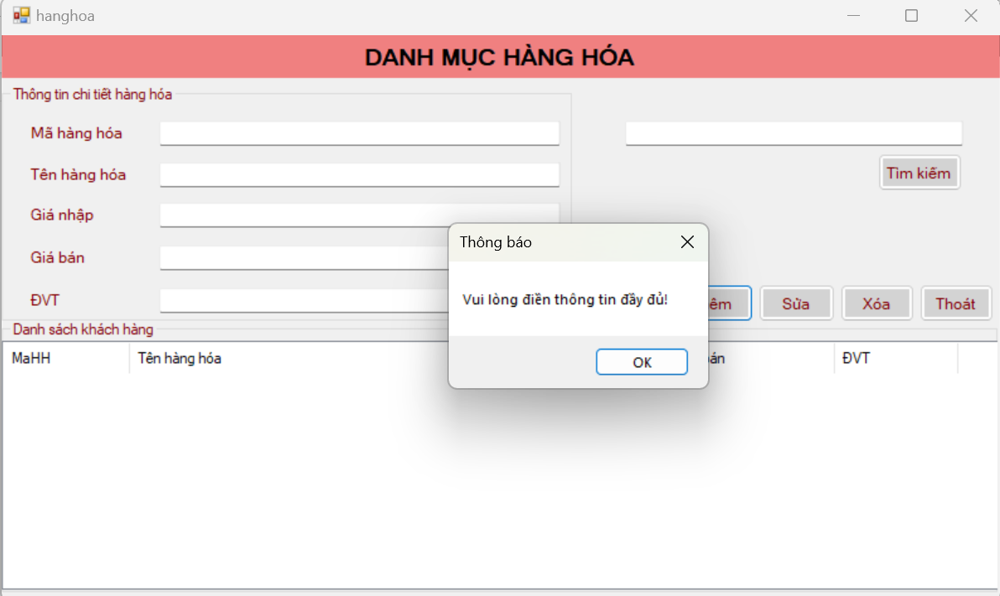 hanghoa
DANH MỤC HÀNG HÓA
Thông tin chi tiết hàng hóa
Mã hàng hóa
Tên hàng hóa
Giá nhập
Giá bán
ĐVT
Tìm kiếm
Thông báo
Vui lòng điền thông tin đầy đủ!
OK
Sửa
Xóa
Thoát
Danh sách khách hàng
MaHH
Tên hàng hóa
ĐVT